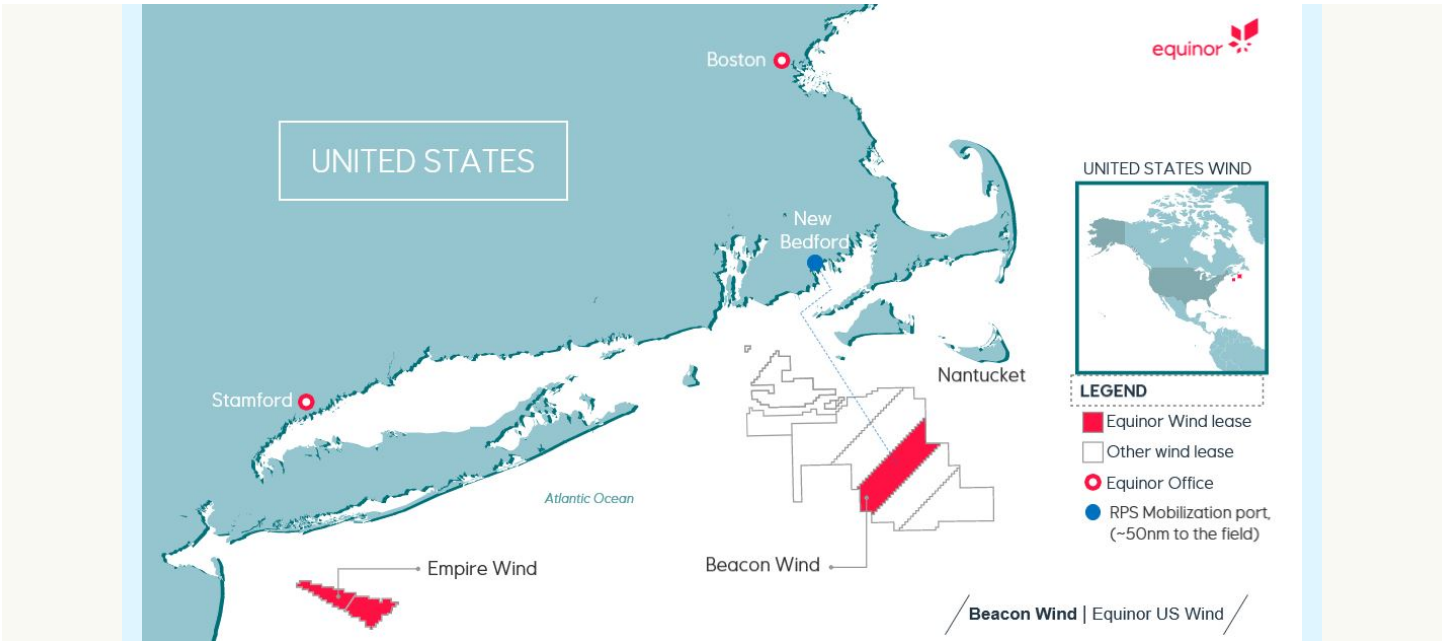 Boston
equinor
UNITED STATES
UNITED STATES WIND
New
Bedford
Nantucket
LEGEND
Equinor Wind lease
Other wind lease
Equinor Office
RPS Mobilization port,
(~50nm to the field)
Stamford
Atlantic Ocean
Empire Wind
Beacon Wind
Beacon Wind | Equinor US Wind